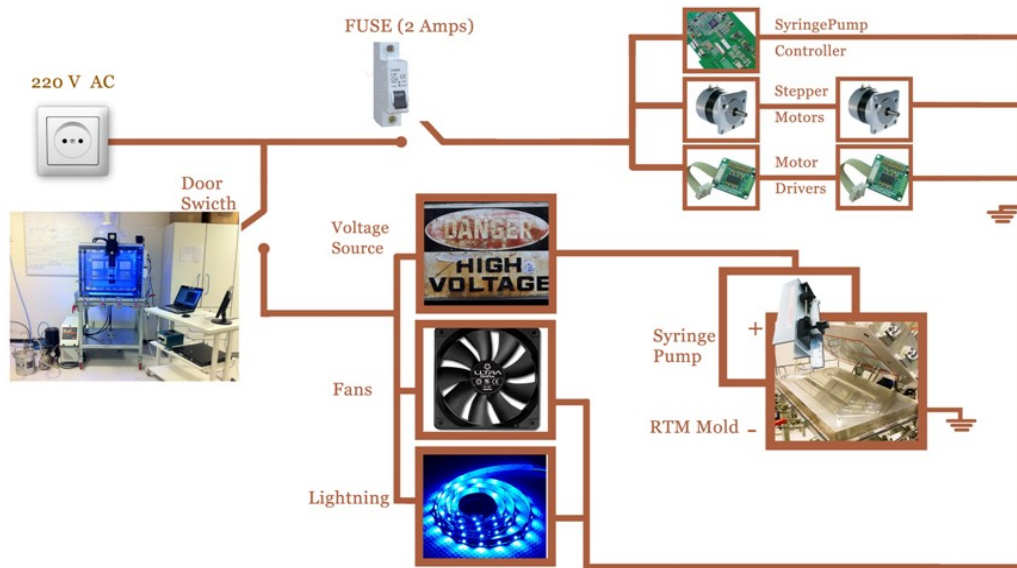 FUSE (2 Amps)
SyringePump
Controller
220 V AC
Stepper
Motors
Motor
Drivers
Door
Swicth
Voltage
Source
DANGER
HIGH
VOLTAGE
Syringe
Pump
+
Fans
ULTRA
RTM Mold -
Lightning